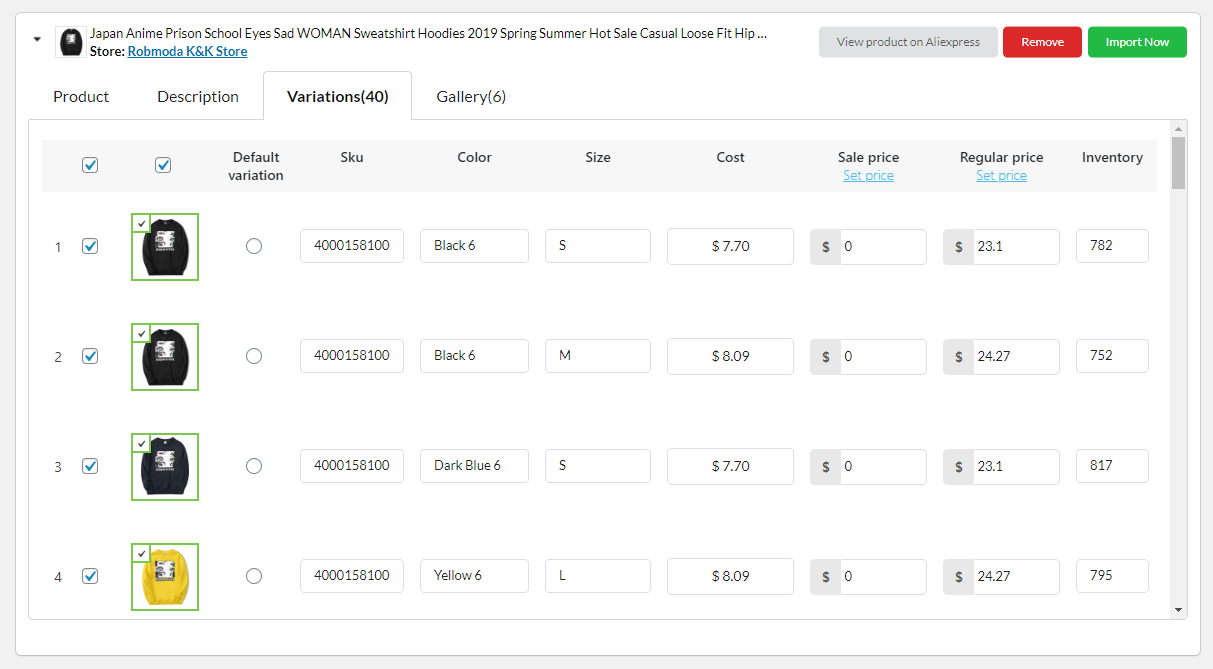 Japan Anime Prison School Eyes Sad WOMAN Sweatshirt Hoodies 2019 Spring Summer Hot Sale Casual Loose Fit Hip ...
Store: Robmoda K&K Store
View product on Aliexpress
Remove
Import Now
Product
Description
Variations(40)
Gallery(6)
Default variation
Sku
Color
Size
Cost
Sale price
Set price
Regular price
Set price
Inventory
1 4000158100 Black 6 S $ 7.70 $ 0 $ 23.1 782
2 4000158100 Black 6 M $ 8.09 $ 0 $ 24.27 752
3 4000158100 Dark Blue 6 S $ 7.70 $ 0 $ 23.1 817
4 4000158100 Yellow 6 L $ 8.09 $ 0 $ 24.27 795